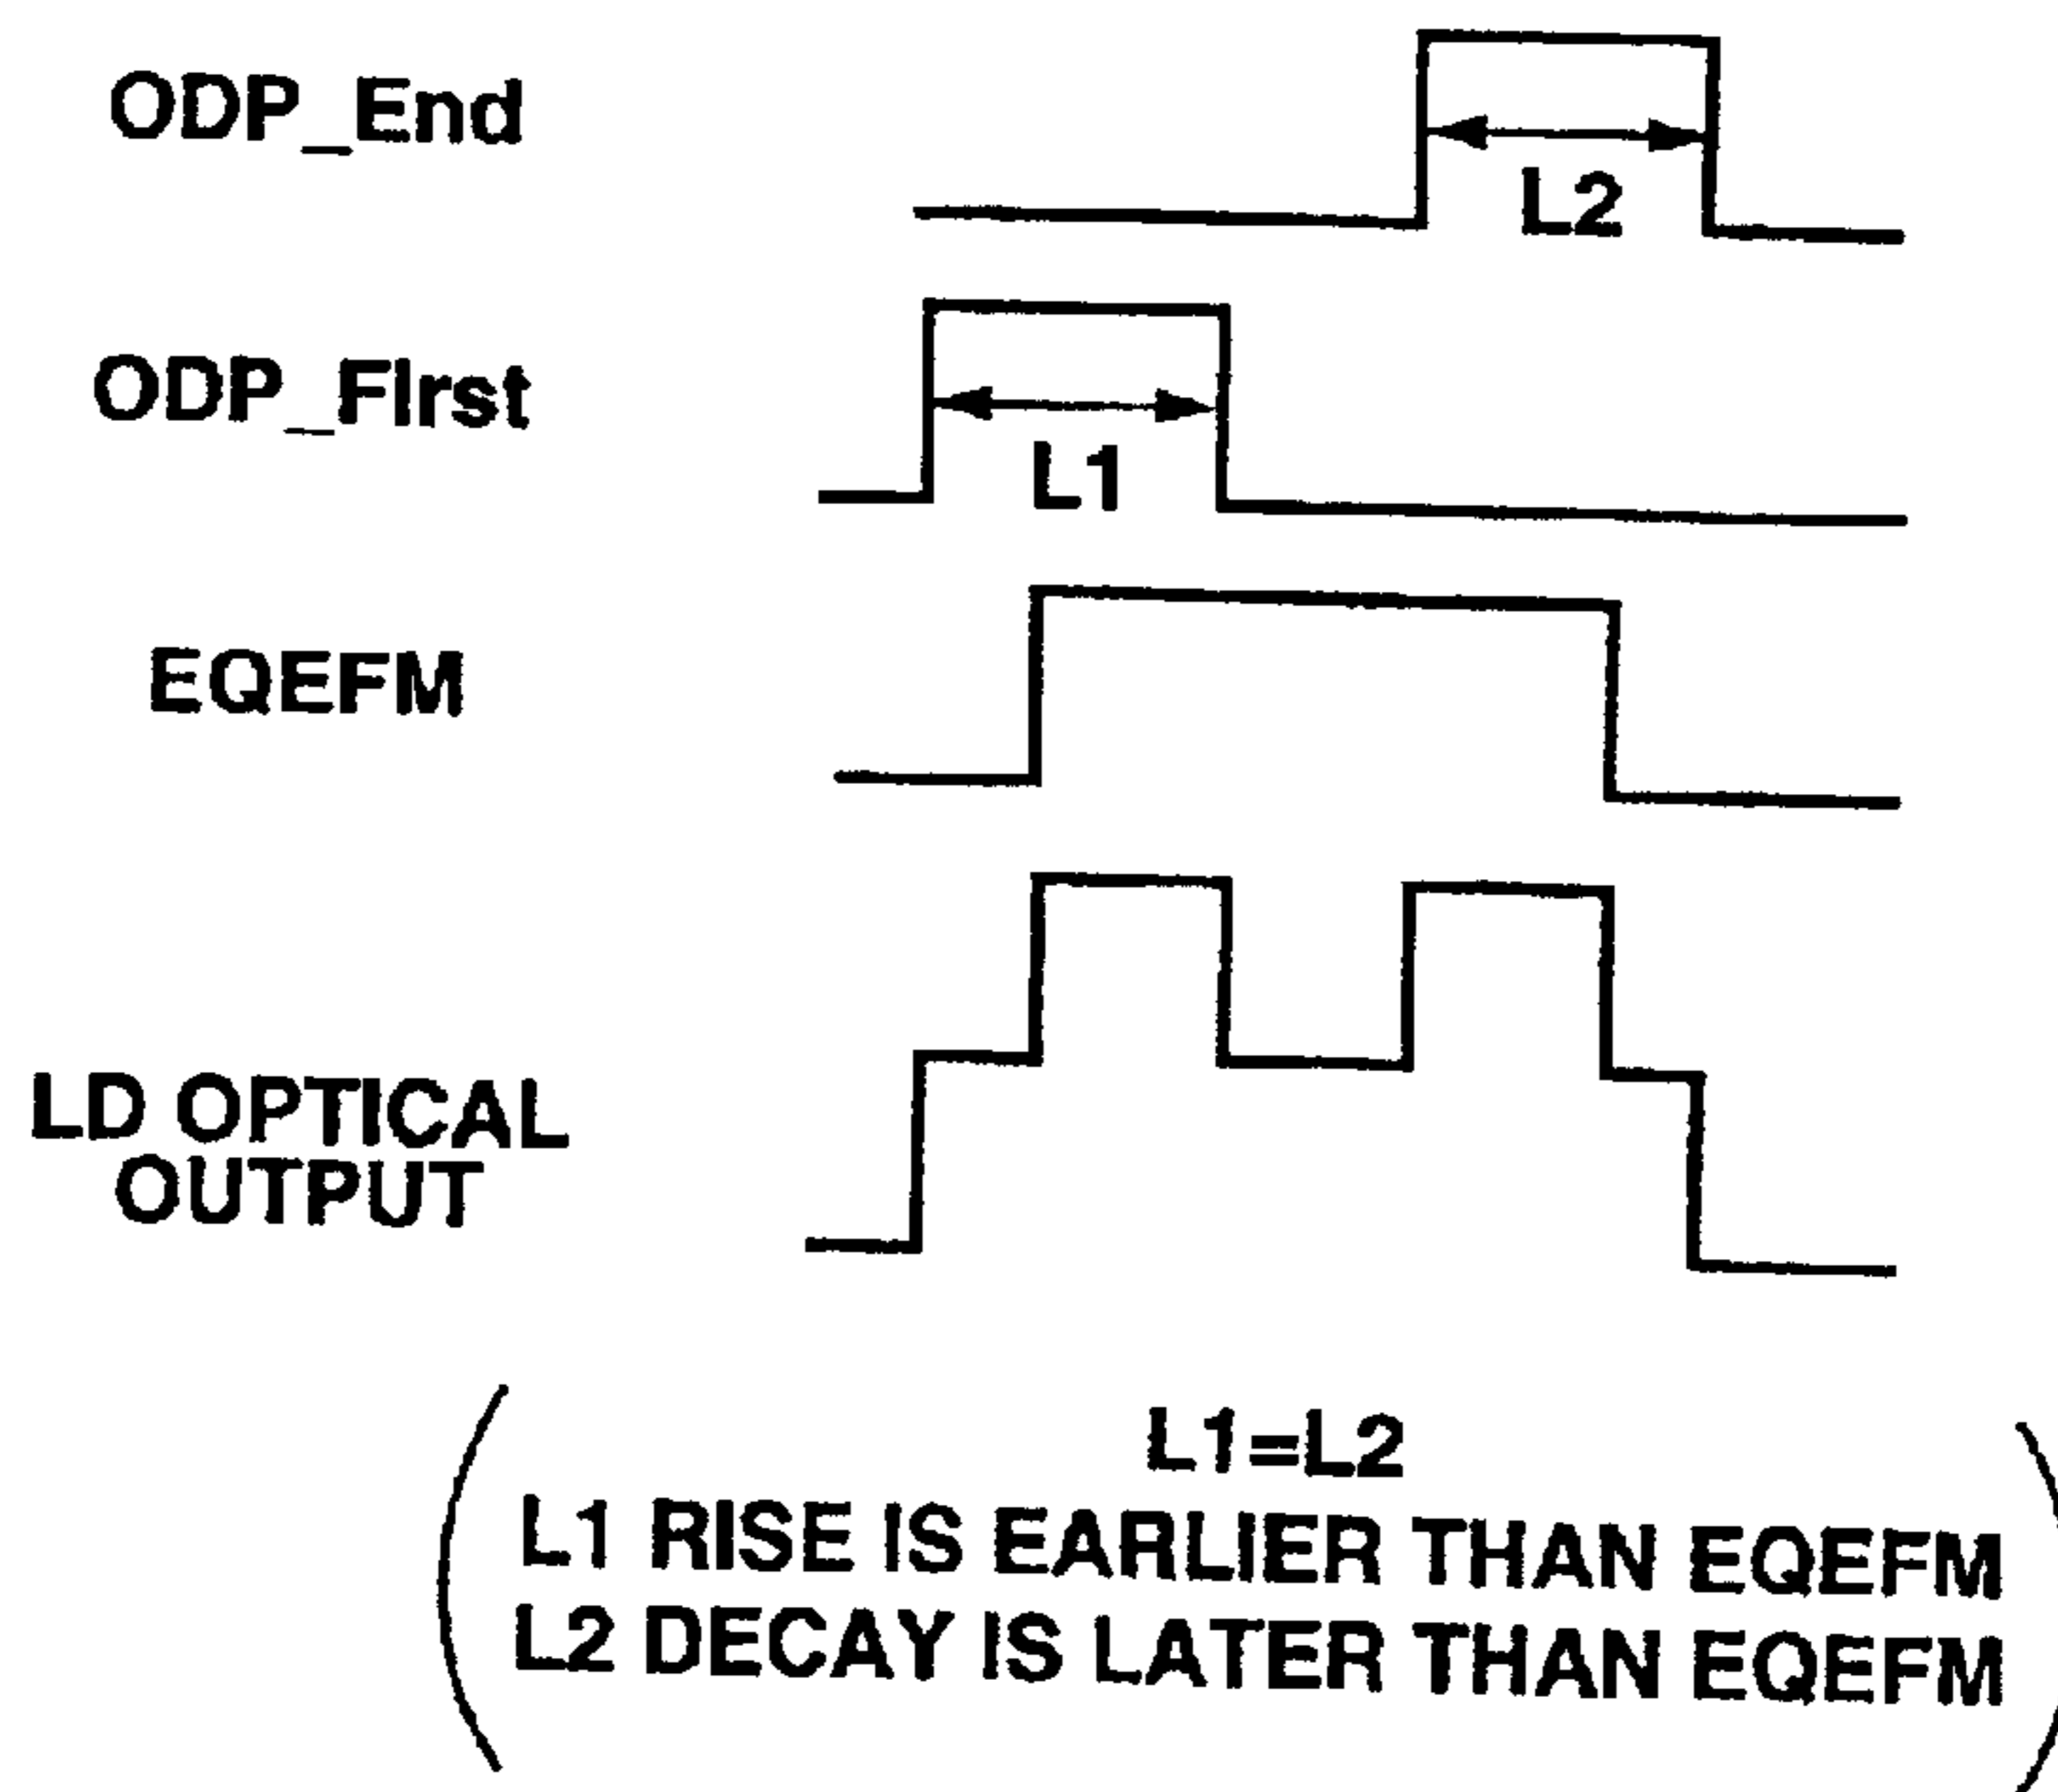 ODP_End
L2
ODP_FIrst
L1
EQEFM
LD OPTICAL
OUTPUT
L1=L2
L1 RISE IS EARLIER THAN EQEFM
L2 DECAY IS LATER THAN EQEFM